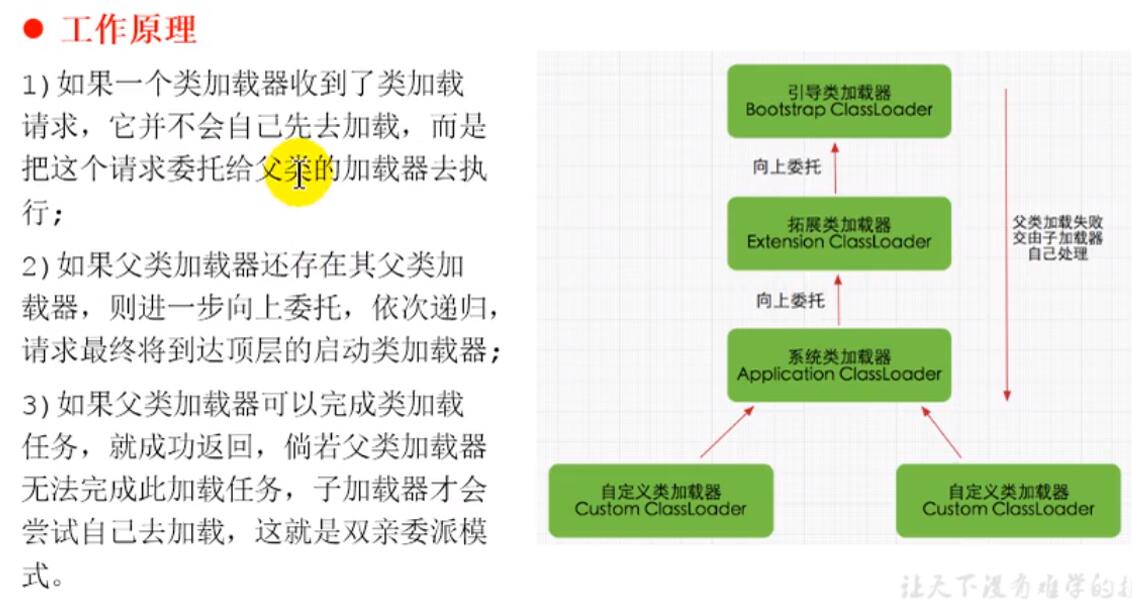 ● 工作原理
1)如果一个类加载器收到了类加载
请求，它并不会自己先去加载，而是
把这个请求委托给父类的加载器去执
行；
2)如果父类加载器还存在其父类加
载器，则进一步向上委托，依次递归，
请求最终将到达顶层的启动类加载器；
3)如果父类加载器可以完成类加载
任务，就成功返回，倘若父类加载器
无法完成此加载任务，子加载器才会
尝试自己去加载，这就是双亲委派模
式。
引导类加载器
Bootstrap ClassLoader
向上委托
拓展类加载器
Extension ClassLoader
向上委托
系统类加载器
Application ClassLoader
父类加载失败
交由子加载器
自己处理
自定义类加载器
Custom ClassLoader
自定义类加载器
Custom ClassLoader
让天下没有难学的